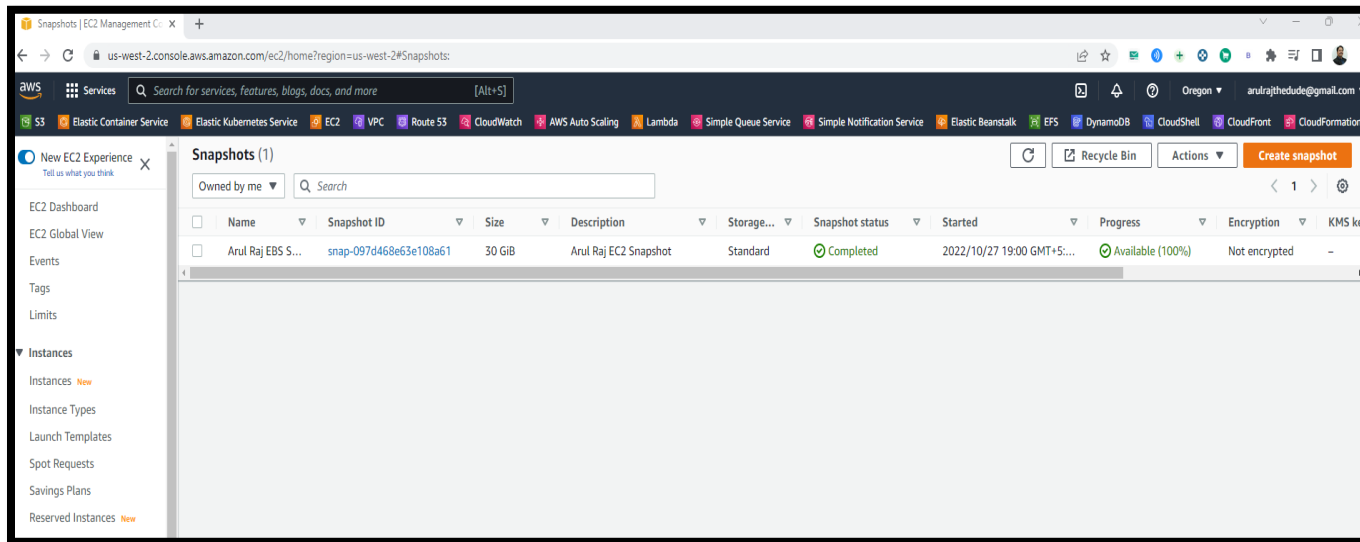 Snapshots | EC2 Management Co
us-west-2.console.aws.amazon.com/ec2/home?region=us-west-2#Snapshots:
aws Services Search for services, features, blogs, docs, and more [Alt+S] Oregon ▼ arulrajthedude@gmail.com
S3 Elastic Container Service Elastic Kubernetes Service EC2 VPC Route 53 CloudWatch AWS Auto Scaling Lambda Simple Queue Service Simple Notification Service Elastic Beanstalk EFS DynamoDB CloudShell CloudFront CloudFormation
New EC2 Experience
Tell us what you think
EC2 Dashboard
EC2 Global View
Events
Tags
Limits
Instances
Instances New
Instance Types
Launch Templates
Spot Requests
Savings Plans
Reserved Instances New
Snapshots (1) Recycle Bin Actions ▼ Create snapshot
Owned by me ▼ Search 1
Name Snapshot ID Size Description Storage... Snapshot status Started Progress Encryption KMS ke
Arul Raj EBS S... snap-097d468e63e108a61 30 GiB Arul Raj EC2 Snapshot Standard Completed 2022/10/27 19:00 GMT+5:... Available (100%) Not encrypted –